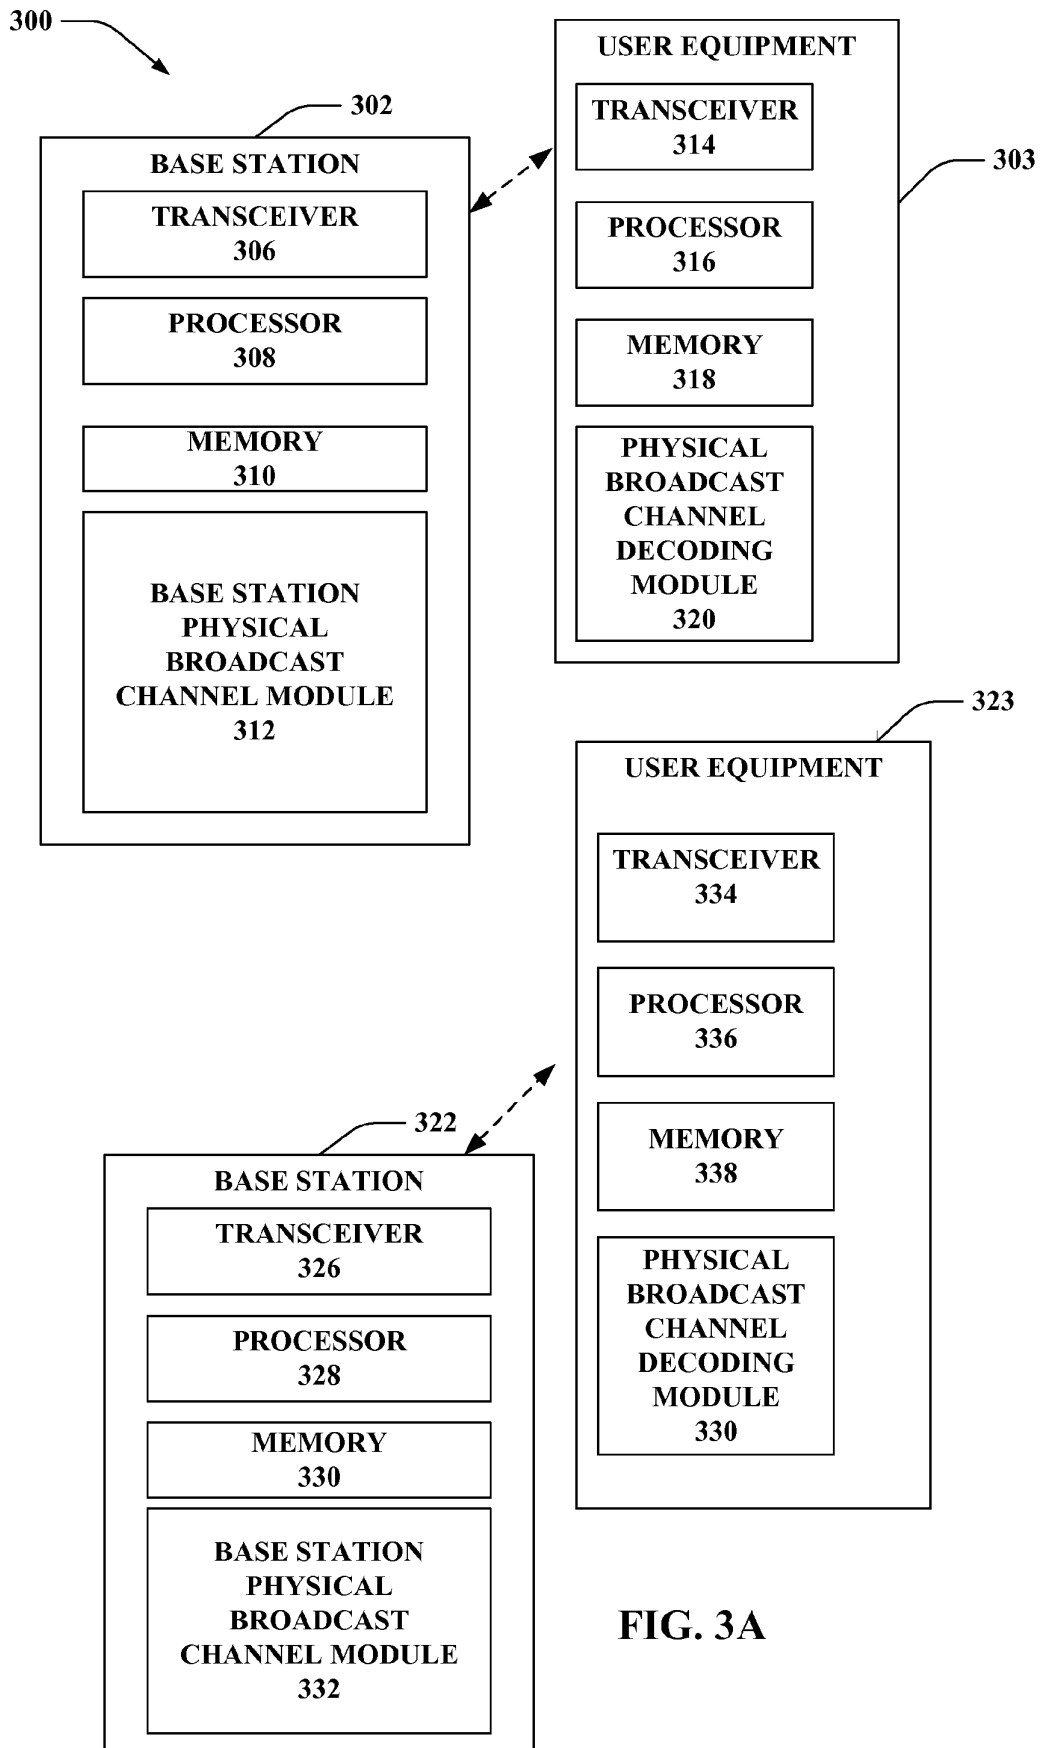 300
302
BASE STATION
TRANSCEIVER
306
PROCESSOR
308
MEMORY
310
BASE STATION
PHYSICAL
BROADCAST
CHANNEL MODULE
312
USER EQUIPMENT
303
TRANSCEIVER
314
PROCESSOR
316
MEMORY
318
PHYSICAL
BROADCAST
CHANNEL
DECODING
MODULE
320
323
USER EQUIPMENT
TRANSCEIVER
334
PROCESSOR
336
MEMORY
338
PHYSICAL
BROADCAST
CHANNEL
DECODING
MODULE
330
322
BASE STATION
TRANSCEIVER
326
PROCESSOR
328
MEMORY
330
BASE STATION
PHYSICAL
BROADCAST
CHANNEL MODULE
332
FIG. 3A